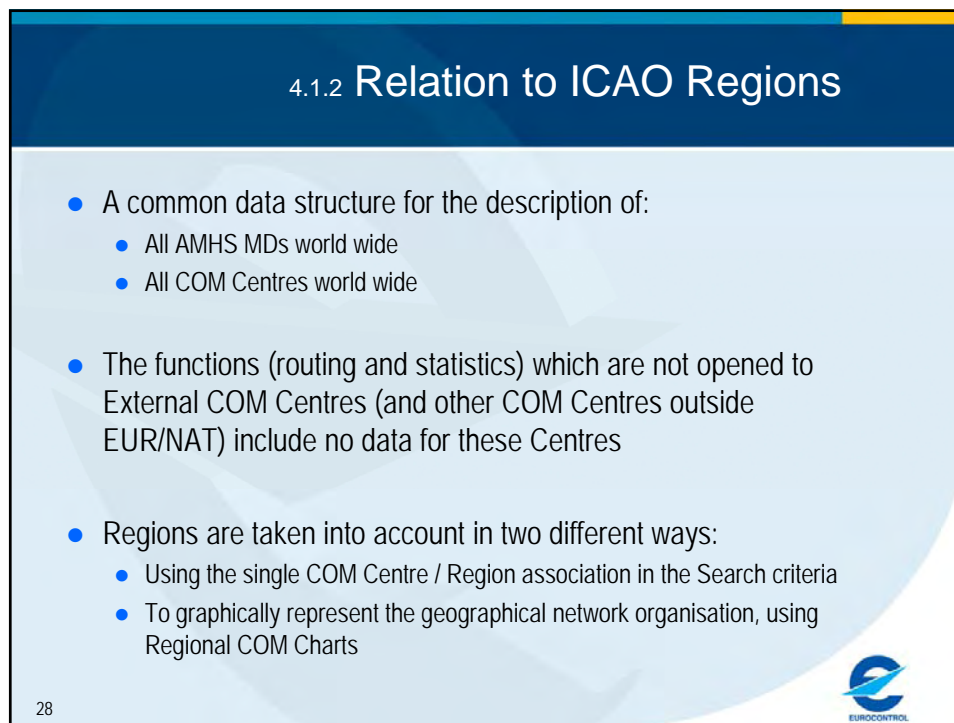 4.1.2 Relation to ICAO Regions
A common data structure for the description of:
All AMHS MDs world wide
All COM Centres world wide
The functions (routing and statistics) which are not opened to
External COM Centres (and other COM Centres outside
EUR/NAT) include no data for these Centres
Regions are taken into account in two different ways:
Using the single COM Centre / Region association in the Search criteria
To graphically represent the geographical network organisation, using
Regional COM Charts
28
EUROCONTROL